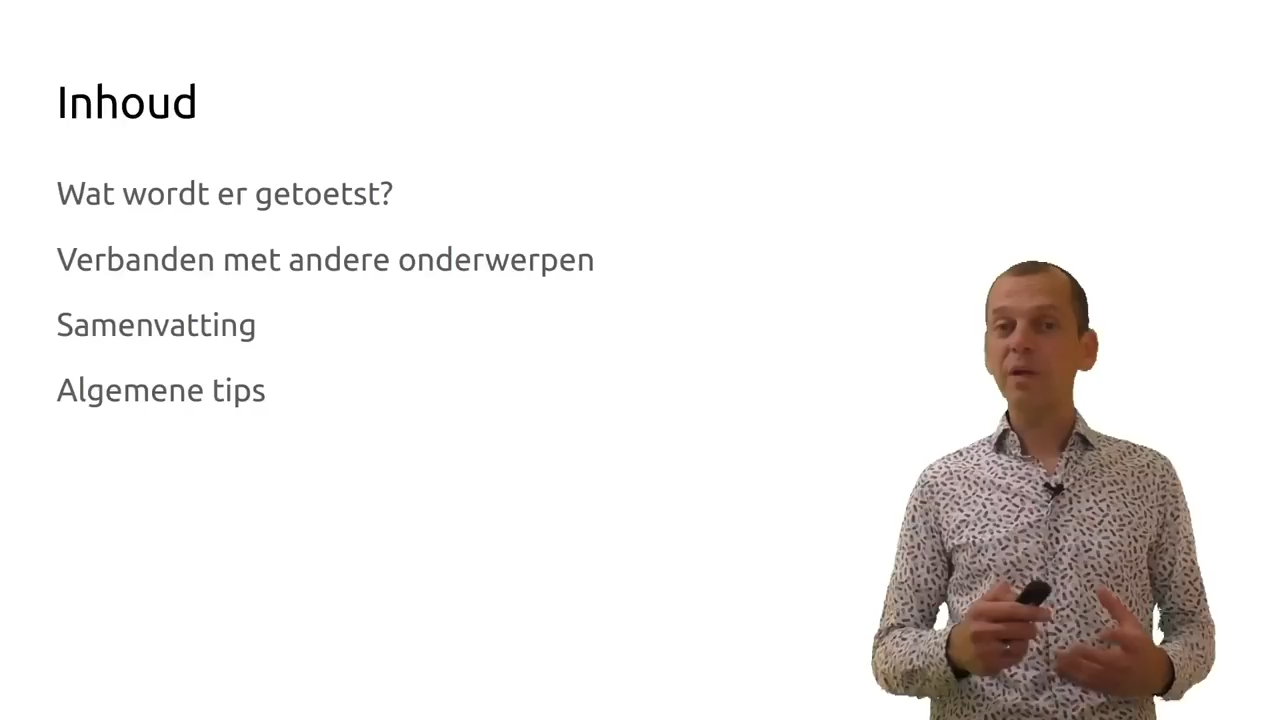 Inhoud
Wat wordt er getoetst?
Verbanden met andere onderwerpen
Samenvatting
Algemene tips